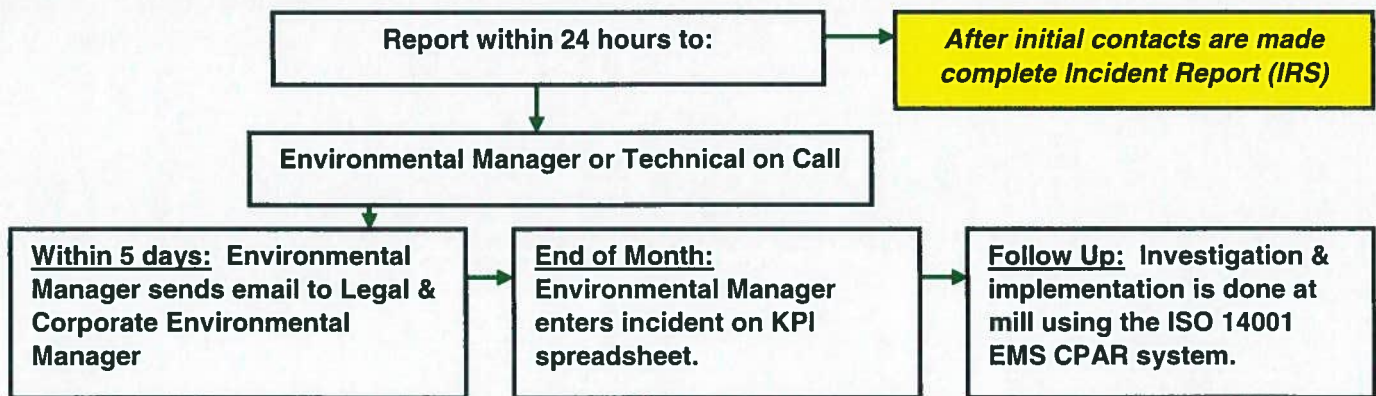 Report within 24 hours to:
After initial contacts are made
complete Incident Report (IRS)
Environmental Manager or Technical on Call
Within 5 days: Environmental
Manager sends email to Legal &
Corporate Environmental
Manager
End of Month:
Environmental Manager
enters incident on KPI
spreadsheet.
Follow Up: Investigation &
implementation is done at
mill using the ISO 14001
EMS CPAR system.